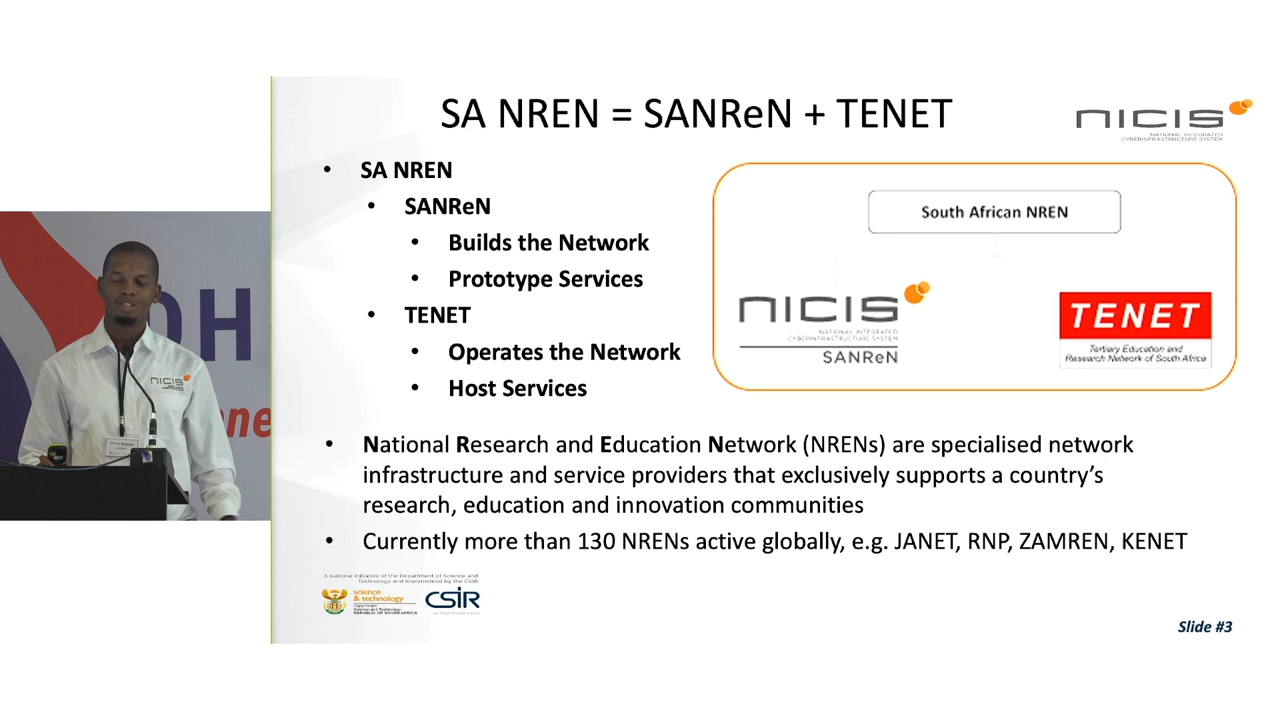 SA NREN = SANReN + TENET
NICIS
NATIONAL INTEGRATED
CYBERINFRASTRUCTURE SYSTEM
• SA NREN
• SANReN
• Builds the Network
• Prototype Services
• TENET
• Operates the Network
• Host Services
South African NREN
NICIS
NATIONAL INTEGRATED
CYBERINFRASTRUCTURE SYSTEM
SANReN
TENET
Tertiary Education and
Research Network of South Africa
• National Research and Education Network (NRENs) are specialised network
infrastructure and service providers that exclusively supports a country's
research, education and innovation communities
• Currently more than 130 NRENs active globally, e.g. JANET, RNP, ZAMREN, KENET
A national initiative of the Department of Science and
Technology and implemented by the CSIR
science
& technology
Department:
Science and Technology
REPUBLIC OF SOUTH AFRICA
CSIR
Slide #3
DH
ne
NICIS